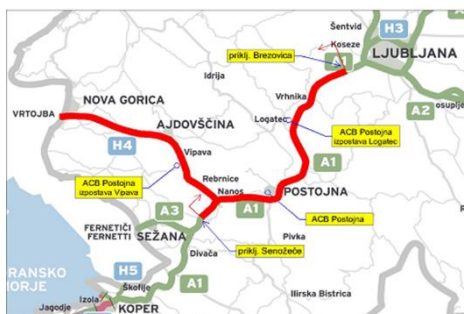 Šentvid
H3
Koseze
LJUBLJANA
priklj. Brezovica
Idrija
Vrhnika
A2
NOVA GORICA
VRTOJBA
AJDOVŠČINA
Logatec
ACB Postojna
izpostava Logatec
H4
Vipava
A1
ACB Postojna
izpostava Vipava
Rebrnice
Nanos
POSTOJNA
A1
ACB Postojna
FERNETIČI
FERNETTI
A3
SEŽANA
Pivka
priklj. Senožeče
Divača
H5
Škofije
A1
Ilirska Bistrica
Izola
Jagodje
KOPER